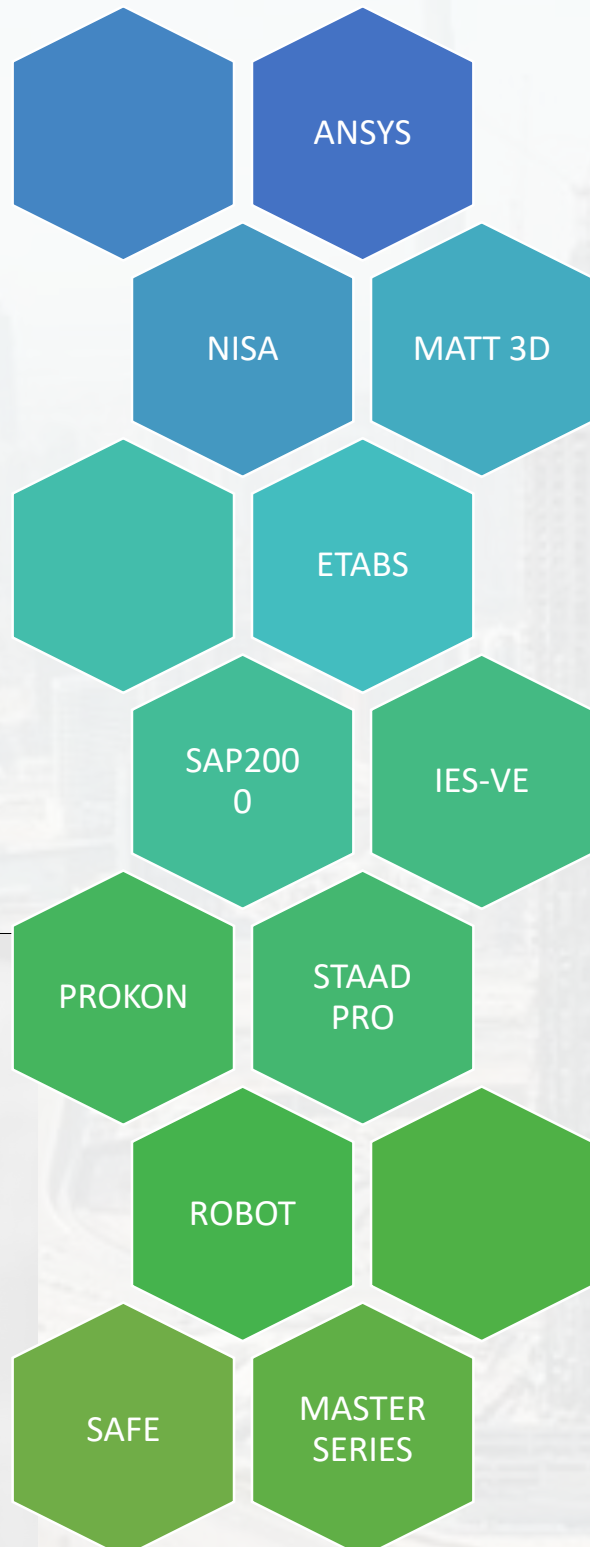 ANSYS
NISA
MATT 3D
ETABS
SAP200
0
IES-VE
PROKON
STAAD
PRO
ROBOT
SAFE
MASTER
SERIES